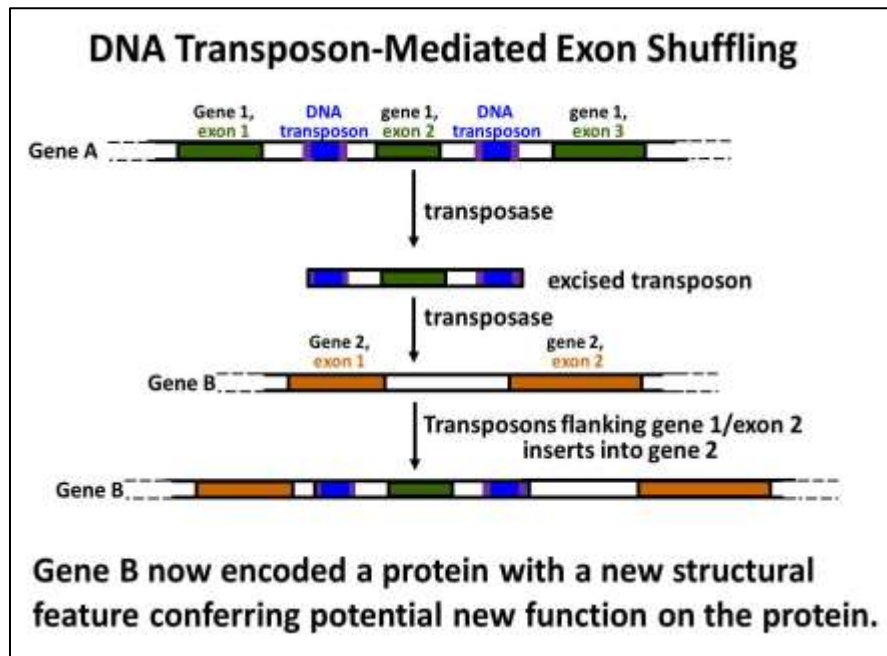 DNA Transposon-Mediated Exon Shuffling
Gene 1, DNA gene 1, DNA gene 1,
exon 1 transposon exon 2 transposon exon 3
Gene A
transposase
excised transposon
transposase
Gene 2, gene 2,
exon 1 exon 2
Gene B
Transposons flanking gene 1/exon 2
inserts into gene 2
Gene B
Gene B now encoded a protein with a new structural
feature conferring potential new function on the protein.